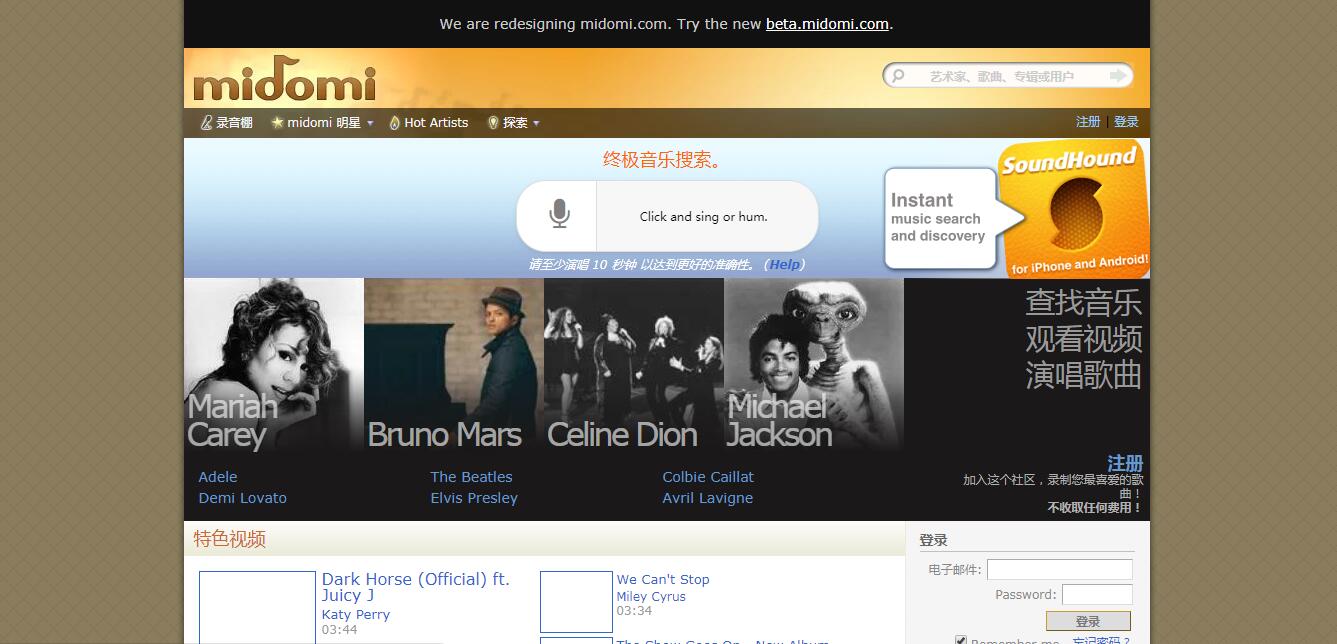 We are redesigning midomi.com. Try the new beta.midomi.com.
midomi
艺术家、歌曲、专辑或用户
录音棚 midomi 明星 Hot Artists 探索
注册 | 登录
终极音乐搜索。
Click and sing or hum.
请至少演唱 10 秒钟 以达到更好的准确性。 (Help)
Instant
music search
and discovery
SoundHound
for iPhone and Android!
Mariah
Carey
Bruno Mars
Celine Dion
Michael
Jackson
查找音乐
观看视频
演唱歌曲
Adele
The Beatles
Colbie Caillat
Demi Lovato
Elvis Presley
Avril Lavigne
注册
加入这个社区，录制您最喜爱的歌
曲！
不收取任何费用！
特色视频
Dark Horse (Official) ft.
Juicy J
Katy Perry
03:44
We Can't Stop
Miley Cyrus
03:34
The Show Goes On - New Album
登录
电子邮件:
Password:
登录
Remember me
忘记密码？